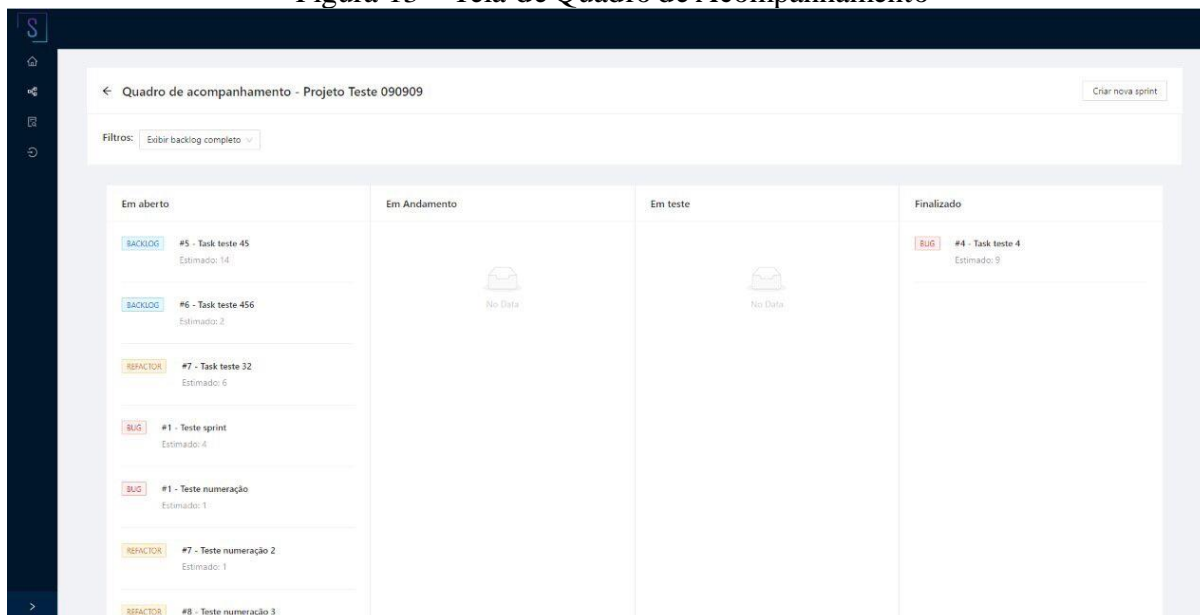 Figura 13 – Tela de Quadro de Acompanhamento
S
← Quadro de acompanhamento - Projeto Teste 090909
Criar nova sprint
Filtros: Exibir backlog completo
Em aberto
BACKLOG #5 - Task teste 45
Estimado: 14
BACKLOG #6 - Task teste 456
Estimado: 2
REFACTOR #7 - Task teste 32
Estimado: 6
BUG #1 - Teste sprint
Estimado: 4
BUG #1 - Teste numeração
Estimado: 1
REFACTOR #7 - Teste numeração 2
Estimado: 1
REFACTOR #8 - Teste numeração 3
Em Andamento
No Data
Em teste
No Data
Finalizado
BUG #4 - Task teste 4
Estimado: 9